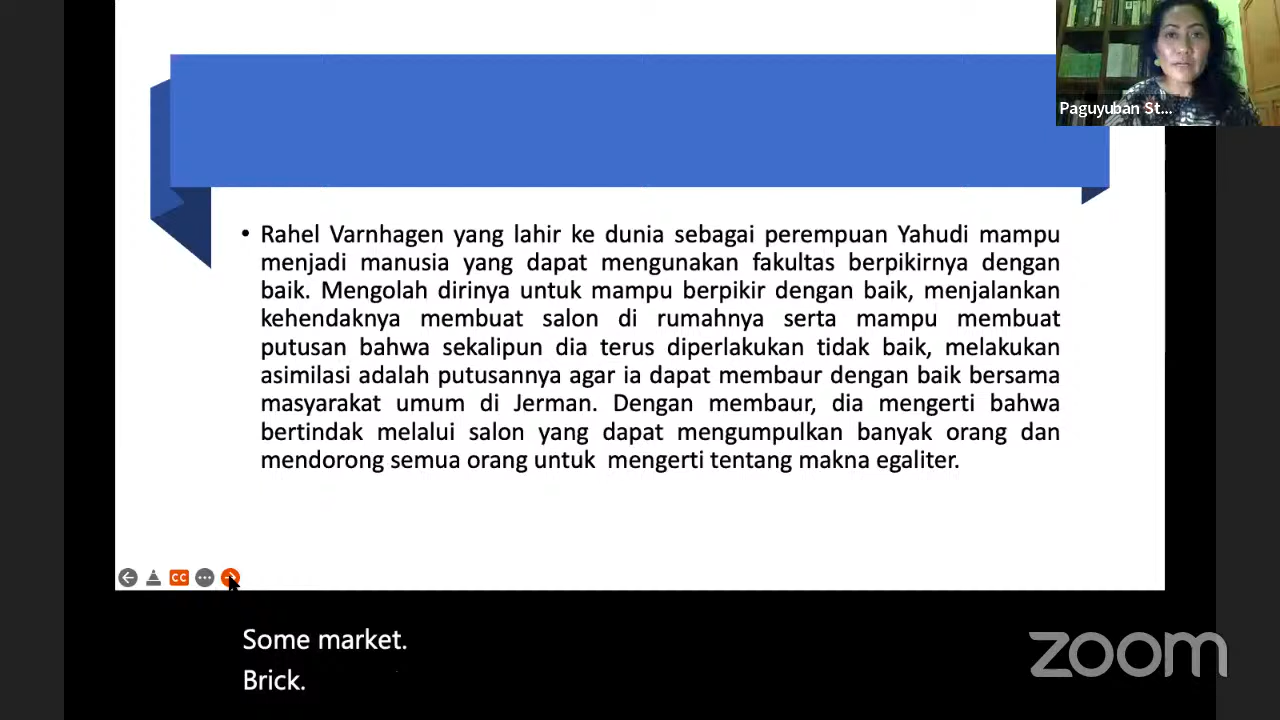 Paguyuban St...
• Rahel Varnhagen yang lahir ke dunia sebagai perempuan Yahudi mampu
menjadi manusia yang dapat mengunakan fakultas berpikirnya dengan
baik. Mengolah dirinya untuk mampu berpikir dengan baik, menjalankan
kehendaknya membuat salon di rumahnya serta mampu membuat
putusan bahwa sekalipun dia terus diperlakukan tidak baik, melakukan
asimilasi adalah putusannya agar ia dapat membaur dengan baik bersama
masyarakat umum di Jerman. Dengan membaur, dia mengerti bahwa
bertindak melalui salon yang dapat mengumpulkan banyak orang dan
mendorong semua orang untuk mengerti tentang makna egaliter.
CC
Some market.
Brick.
zoom